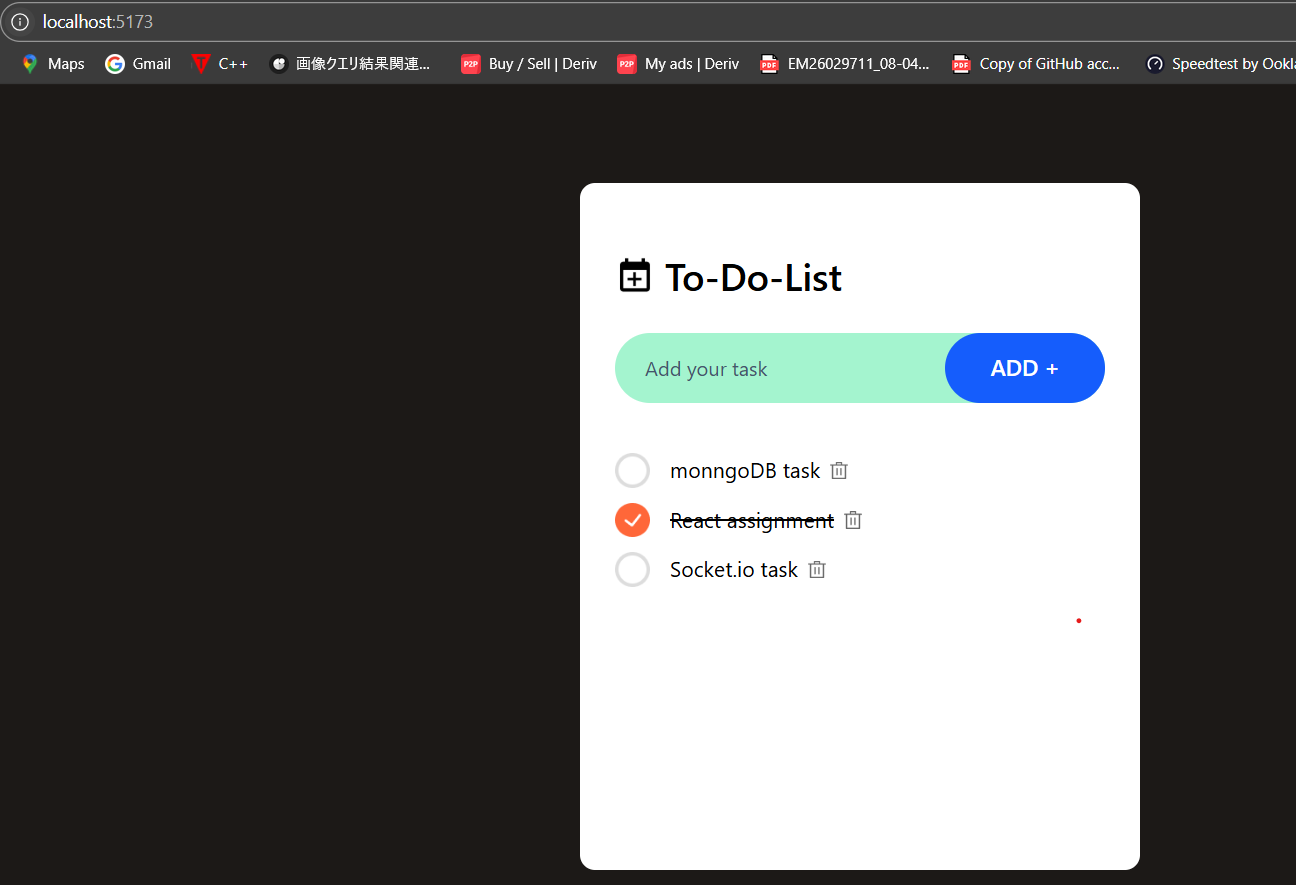 localhost:5173
Maps Gmail C++ 画像クエリ結果関連... P2P Buy / Sell | Deriv P2P My ads | Deriv PDF EM26029711_08-04... PDF Copy of GitHub acc... Speedtest by Ookla
To-Do-List
Add your task ADD +
monngoDB task
React assignment
Socket.io task